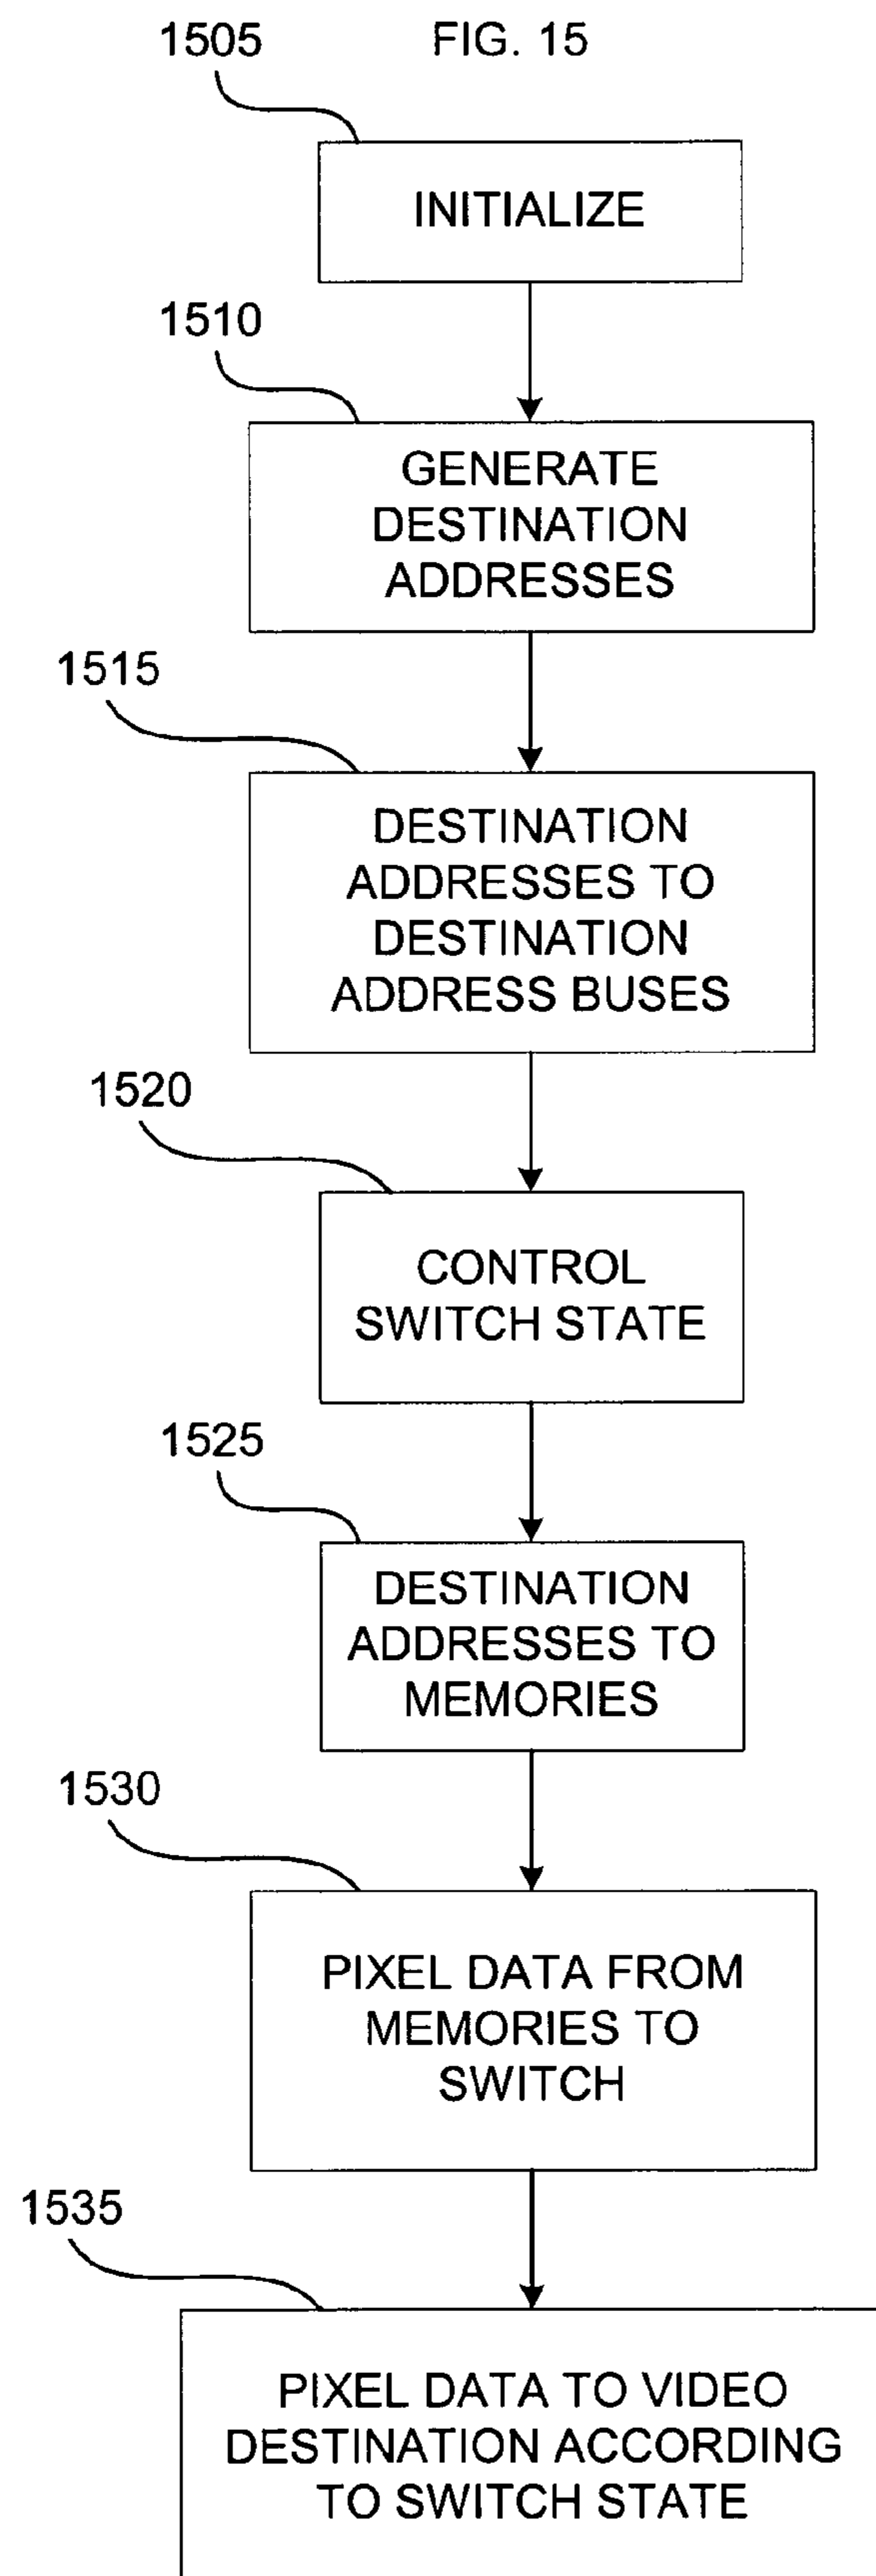 1505
FIG. 15
INITIALIZE
1510
GENERATE
DESTINATION
ADDRESSES
1515
DESTINATION
ADDRESSES TO
DESTINATION
ADDRESS BUSES
1520
CONTROL
SWITCH STATE
1525
DESTINATION
ADDRESSES TO
MEMORIES
1530
PIXEL DATA FROM
MEMORIES TO
SWITCH
1535
PIXEL DATA TO VIDEO
DESTINATION ACCORDING
TO SWITCH STATE